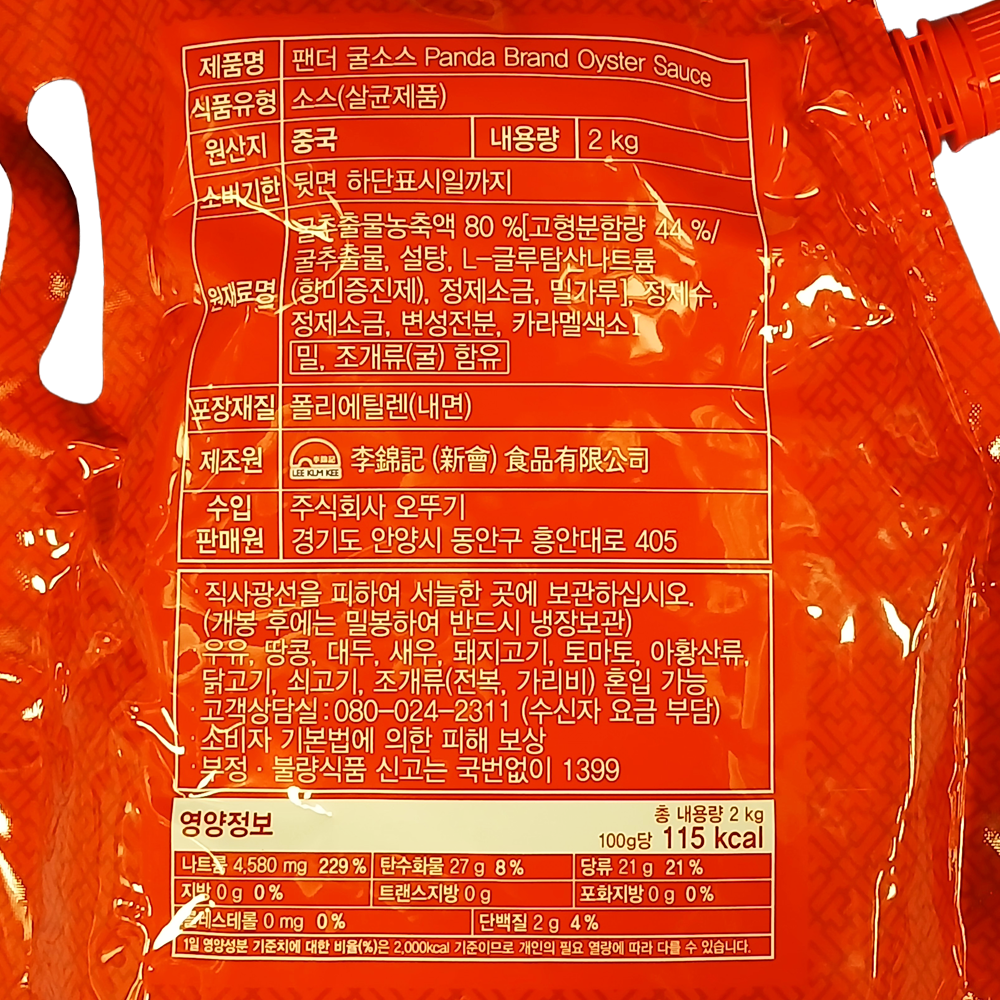 제품명 팬더 굴소스 Panda Brand Oyster Sauce
식품유형 소스(살균제품)
원산지 중국 내용량 2 kg
소비기한 뒷면 하단표시일까지
원재료명
굴추출물농축액 80 %[고형분함량 44 %/
굴추출물, 설탕, L-글루탐산나트륨
(향미증진제), 정제소금, 밀가루], 정제수,
정제소금, 변성전분, 카라멜색소I
밀, 조개류(굴) 함유
포장재질 폴리에틸렌(내면)
제조원 李錦記 LEE KUM KEE 李錦記 (新會) 食品有限公司
수입 판매원 주식회사 오뚜기
경기도 안양시 동안구 흥안대로 405
· 직사광선을 피하여 서늘한 곳에 보관하십시오.
(개봉 후에는 밀봉하여 반드시 냉장보관)
· 우유, 땅콩, 대두, 새우, 돼지고기, 토마토, 아황산류,
닭고기, 쇠고기, 조개류(전복, 가리비) 혼입 가능
· 고객상담실:080-024-2311 (수신자 요금 부담)
· 소비자 기본법에 의한 피해 보상
· 부정 · 불량식품 신고는 국번없이 1399
영양정보 총 내용량 2 kg
100g당 115 kcal
나트륨 4,580 mg 229% 탄수화물 27 g 8% 당류 21 g 21%
지방 0 g 0% 트랜스지방 0 g 포화지방 0 g 0%
콜레스테롤 0 mg 0% 단백질 2 g 4%
1일 영양성분 기준치에 대한 비율(%)은 2,000kcal 기준이므로 개인의 필요 열량에 따라 다를 수 있습니다.